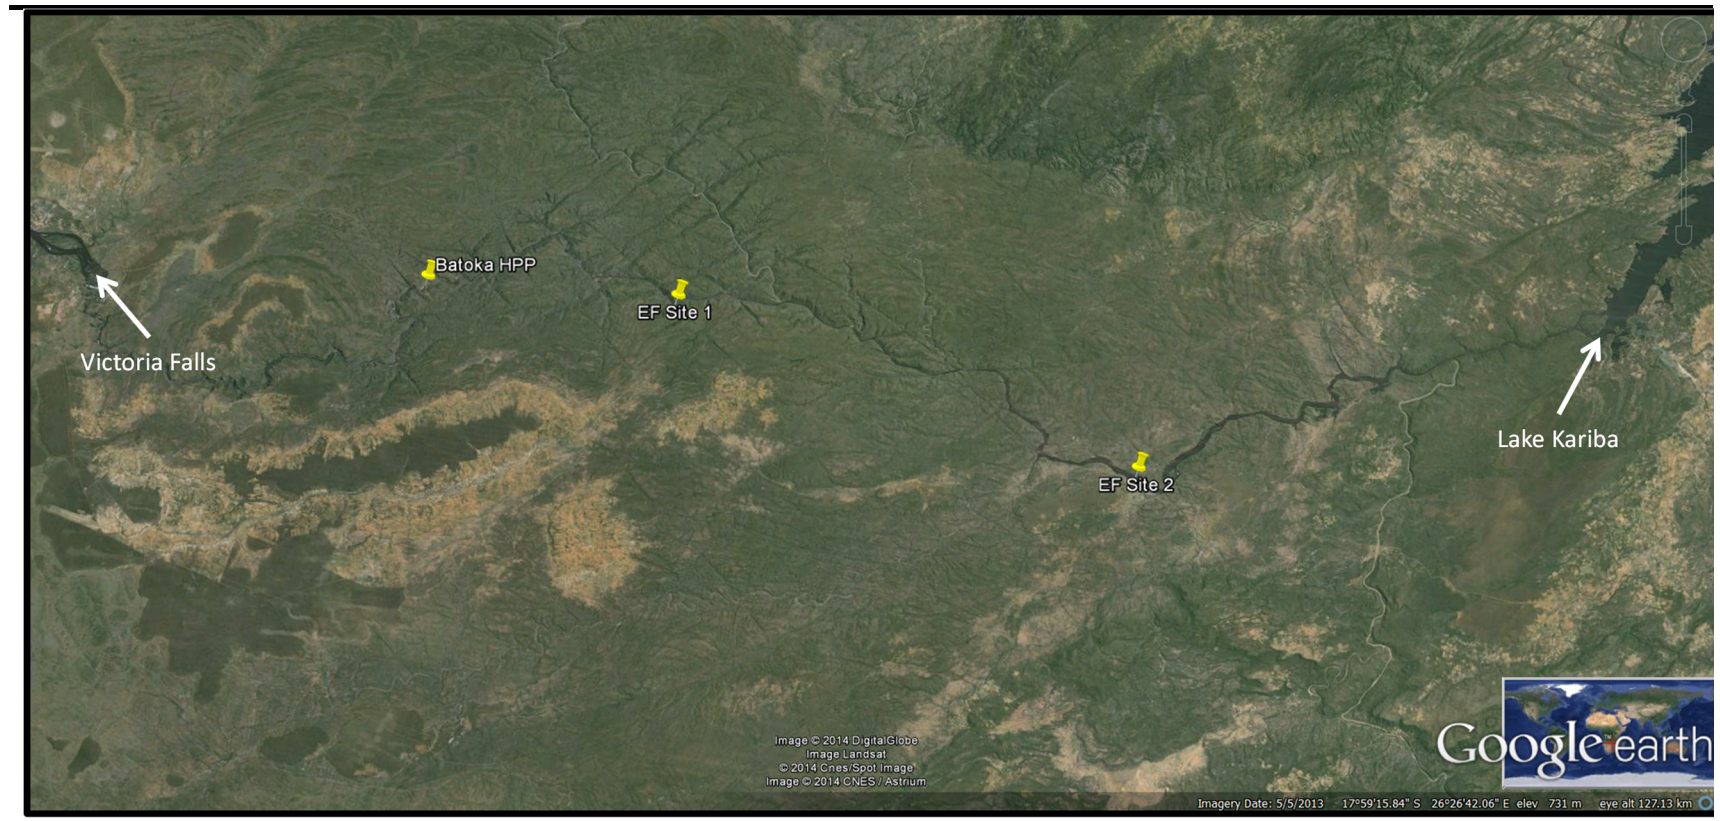 Batoka HPP
EF Site 1
Victoria Falls
Lake Kariba
EF Site 2
Image © 2014 DigitalGlobe
Image Landsat
© 2014 Cnes/Spot Image
Image © 2014 CNES / Astrium
Google earth
Imagery Date: 5/5/2013 17°59'15.84" S 26°26'42.06" E elev 731 m eye alt 127.13 km